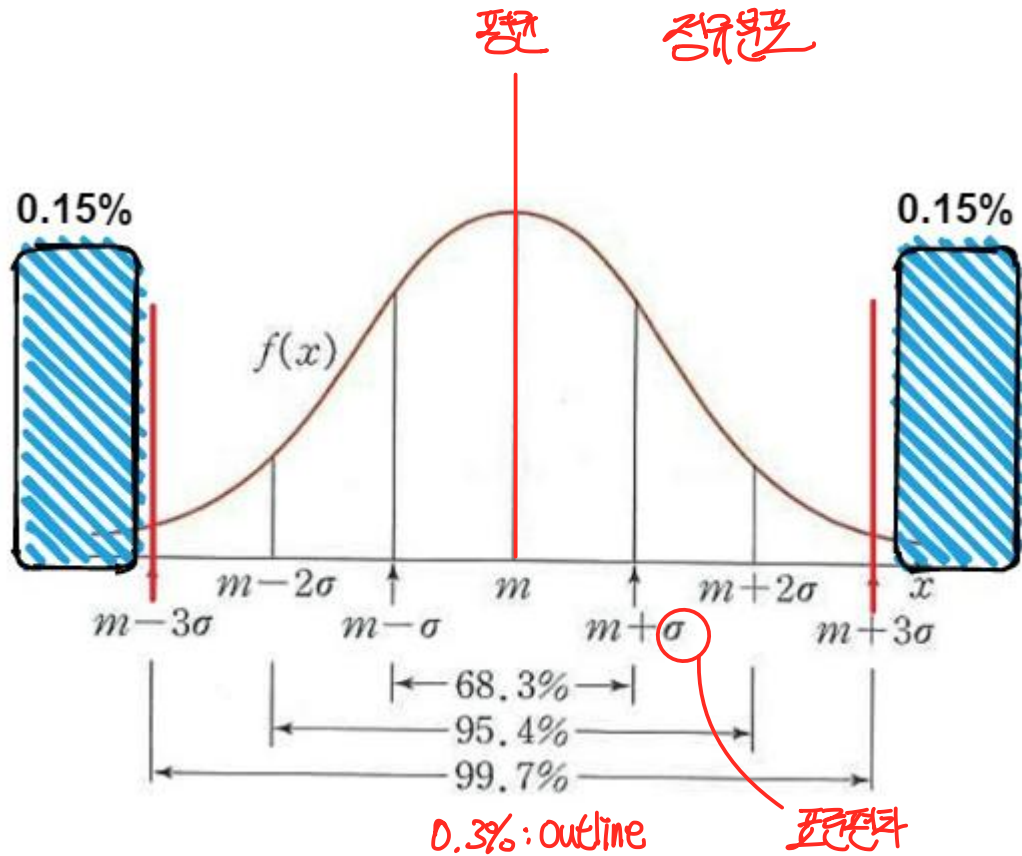 평균 정규분포
0.15% 0.15%
f(x)
m−2σ m m+2σ x
m−3σ m−σ m+σ m+3σ
68.3%
95.4%
99.7%
0.3%: outline 표준편차